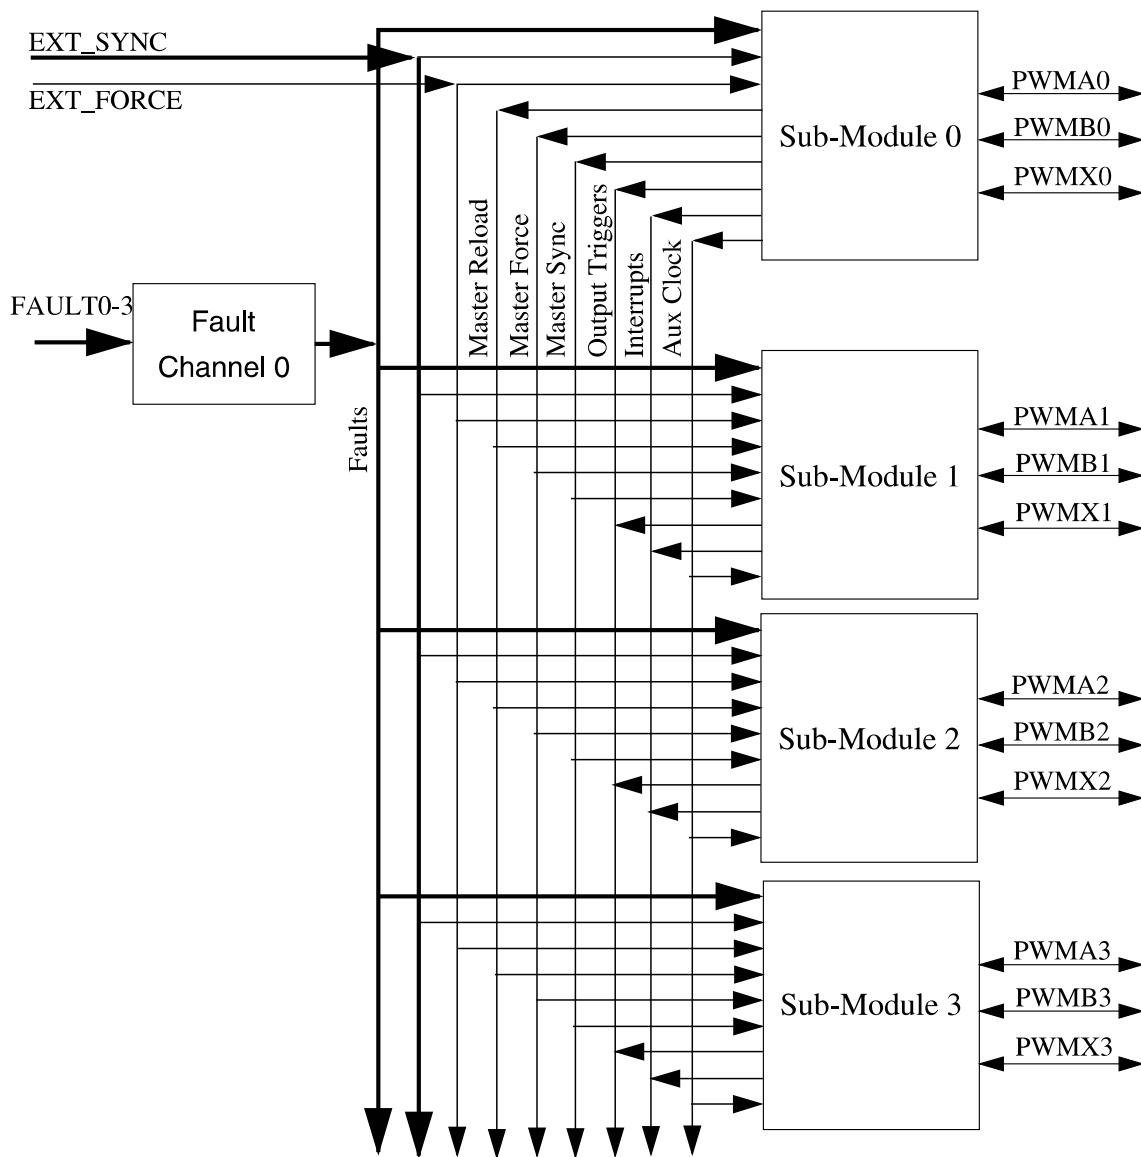 EXT_SYNC
EXT_FORCE
Sub-Module 0
PWMA0
PWMB0
PWMX0
Master Reload
Master Force
Master Sync
Output Triggers
Interrupts
Aux Clock
FAULT0-3
Fault
Channel 0
Faults
Sub-Module 1
PWMA1
PWMB1
PWMX1
Sub-Module 2
PWMA2
PWMB2
PWMX2
Sub-Module 3
PWMA3
PWMB3
PWMX3